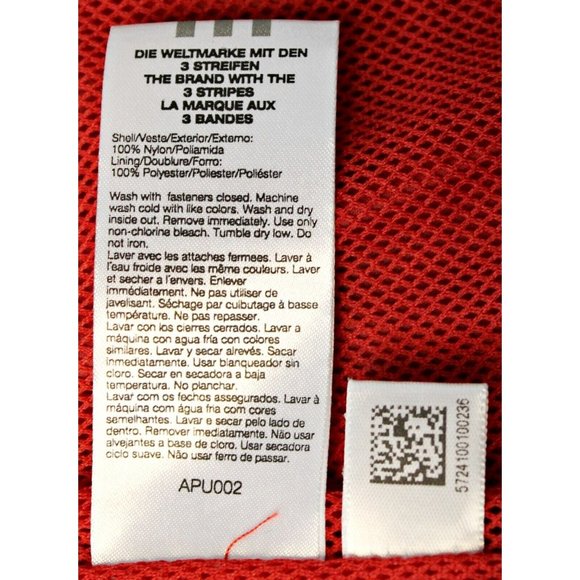 DIE WELTMARKE MIT DEN
3 STREIFEN
THE BRAND WITH THE
3 STRIPES
LA MARQUE AUX
3 BANDES
Shell/Veste/Exterior/Externo:
100% Nylon/Poliamida
Lining/Doublure/Forro:
100% Polyester/Poliester/Poliéster
Wash with fasteners closed. Machine
wash cold with like colors. Wash and dry
inside out. Remove immediately. Use only
non-chlorine bleach. Tumble dry low. Do
not iron.
Laver avec les attaches fermees. Laver à
l'eau froide avec les même couleurs. Laver
et secher a l'envers. Enlever
immédiatement. Ne pas utiliser de
javelisant. Séchage par culbutage à basse
température. Ne pas repasser.
Lavar con los cierres cerrados. Lavar a
máquina con agua fría con colores
similares. Lavar y secar alrevés. Sacar
inmediatamente. Usar blanqueador sin
cloro. Secar en secadora a baja
temperatura. No planchar.
Lavar com os fechos assegurados. Lavar à
máquina com água fria com cores
semelhantes. Lavar e secar pelo lado de
dentro. Remover imediatamente. Não usar
alvejantes a base de cloro. Usar secadora
ciclo suave. Não usar ferro de passar.
APU002
5724100100236